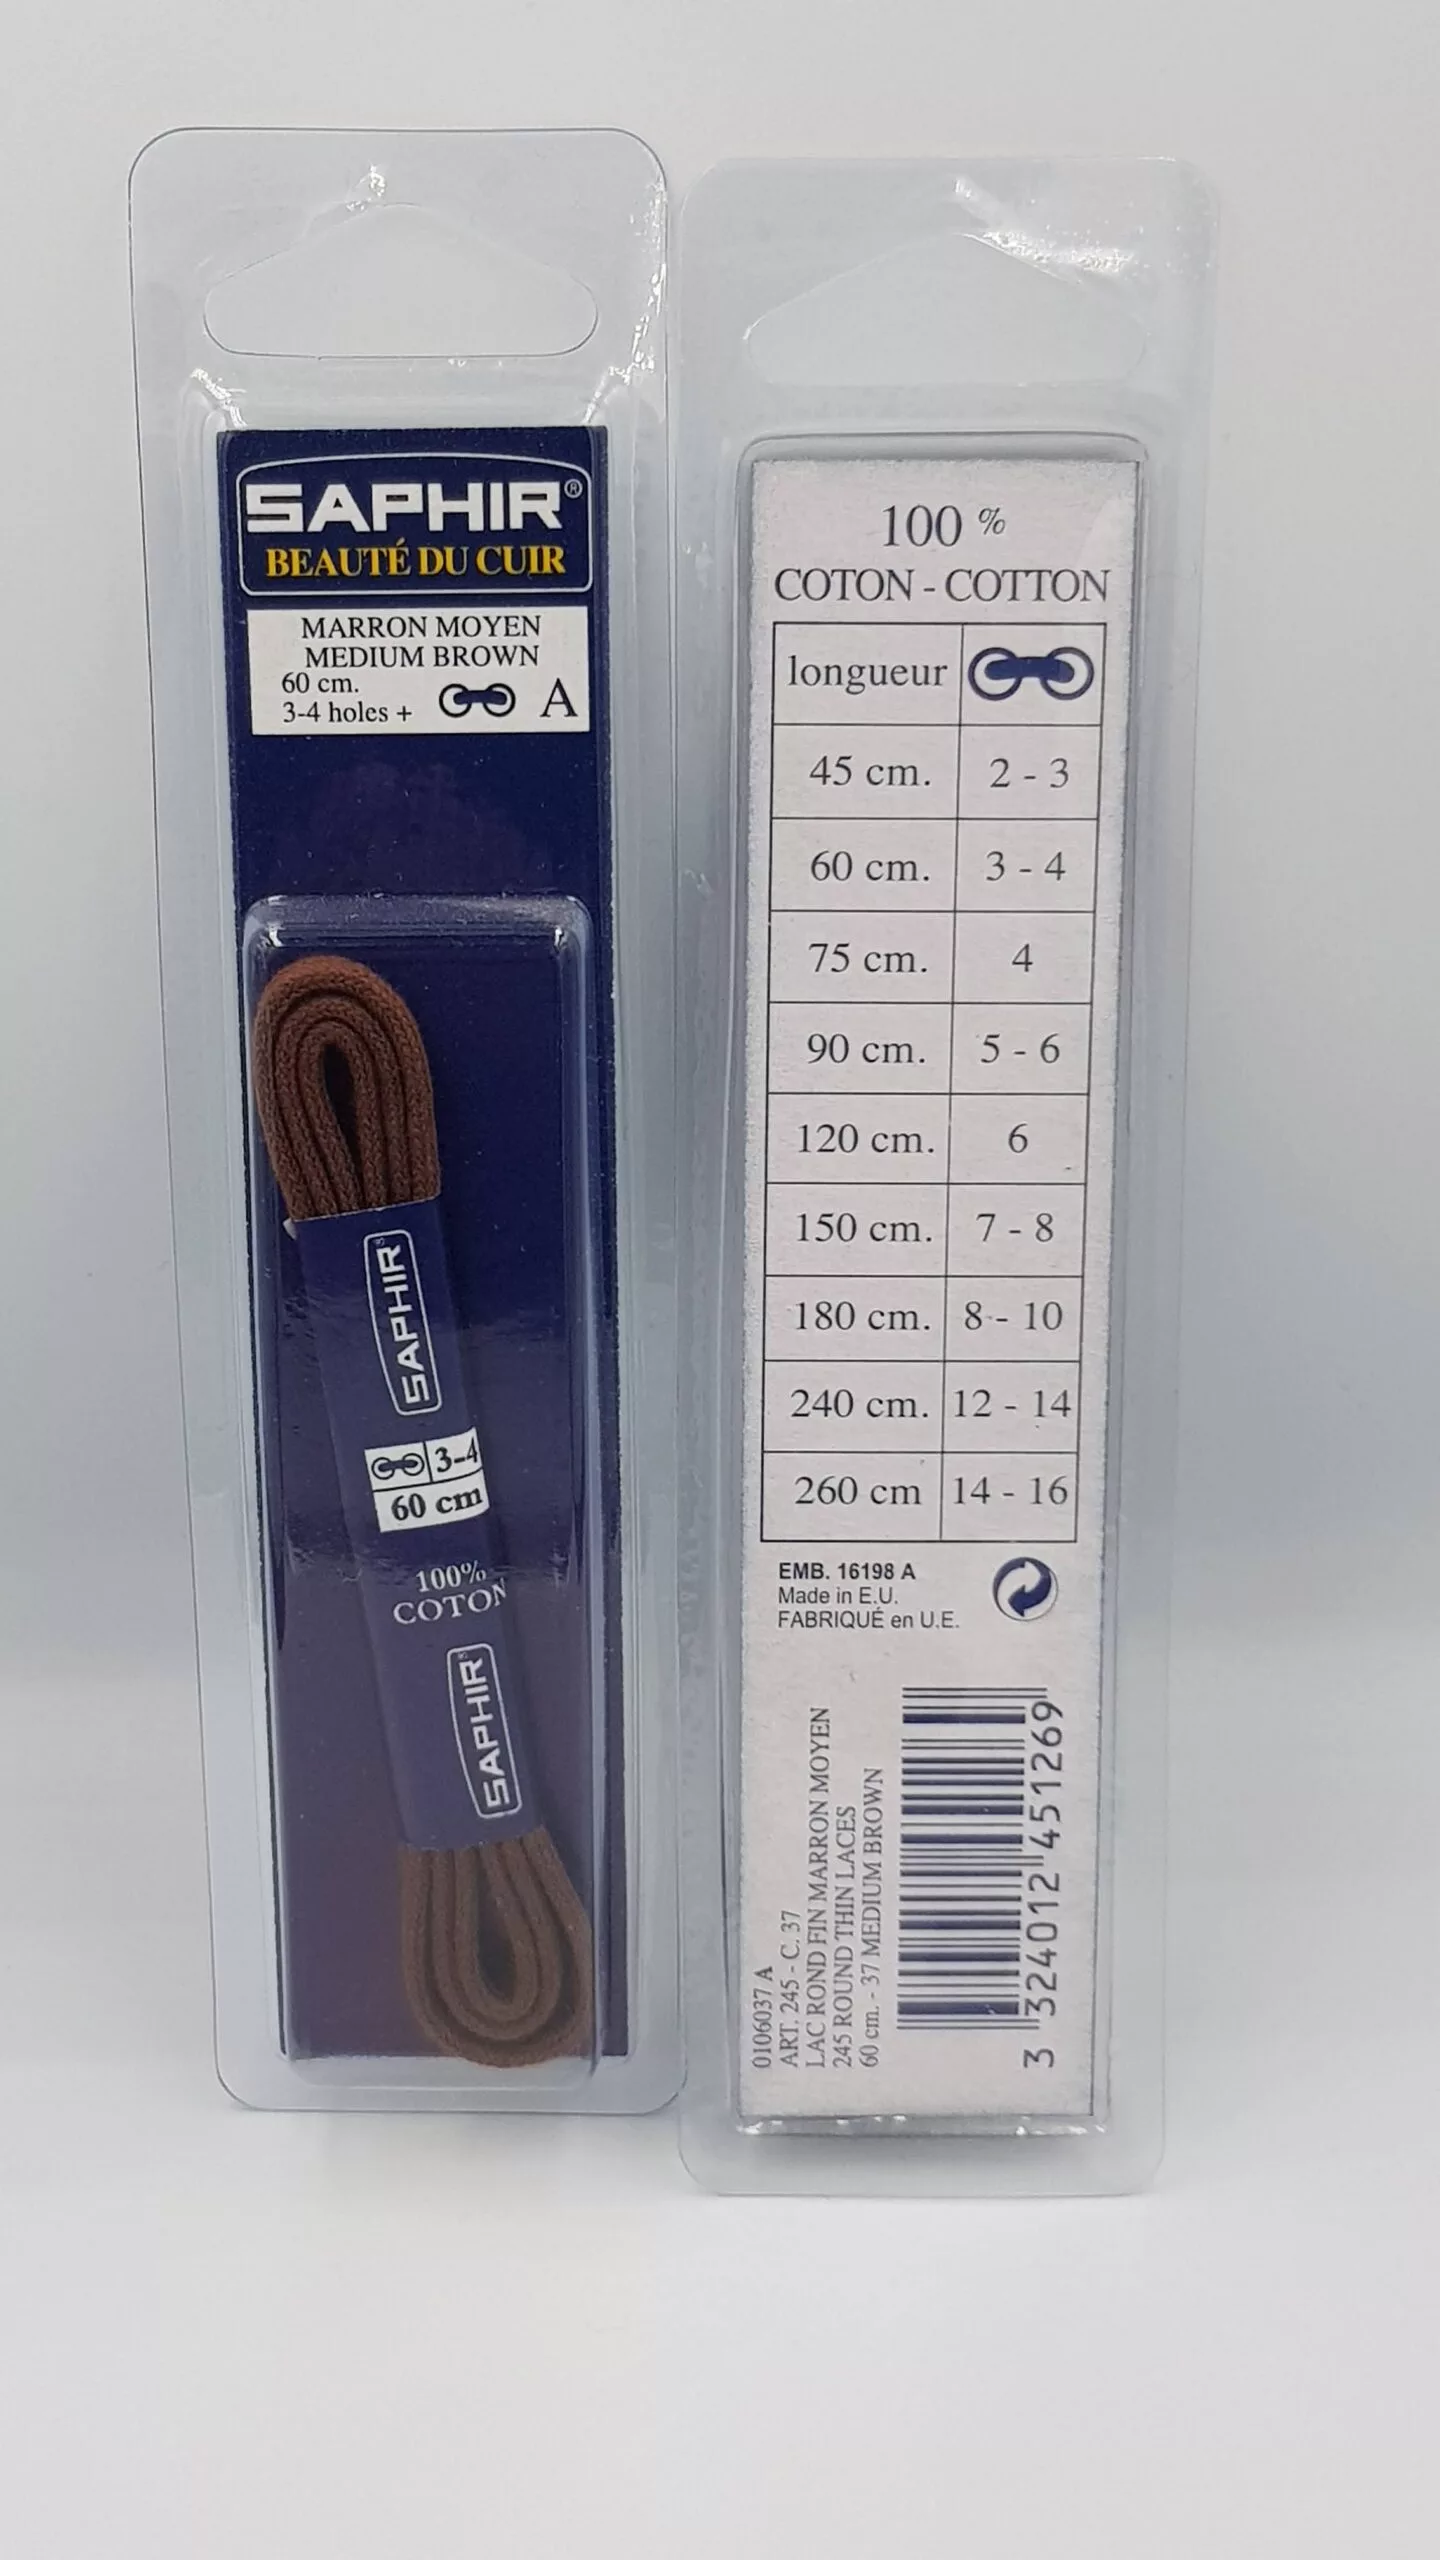 SAPHIR®
BEAUTÉ DU CUIR
MARRON MOYEN
MEDIUM BROWN
60 cm.
3-4 holes + A
SAPHIR®
3-4
60 cm
100%
COTON
SAPHIR®
100 %
COTON - COTTON
longueur
45 cm. 2 - 3
60 cm. 3 - 4
75 cm. 4
90 cm. 5 - 6
120 cm. 6
150 cm. 7 - 8
180 cm. 8 - 10
240 cm. 12 - 14
260 cm 14 - 16
EMB. 16198 A
Made in E.U.
FABRIQUÉ en U.E.
0106037 A
ART. 245 - C. 37
LAC ROND FIN MARRON MOYEN
245 ROUND THIN LACES
60 cm. - 37 MEDIUM BROWN
3 324012 451269